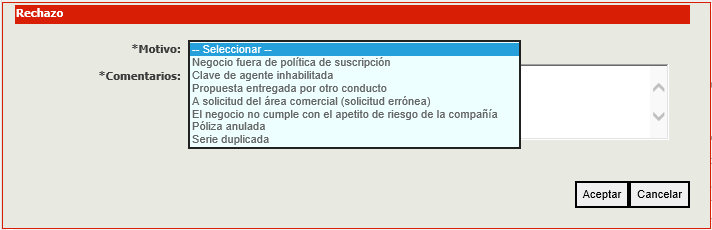 Rechazo
*Motivo:
-- Seleccionar --
Negocio fuera de política de suscripción
*Comentarios:
Clave de agente inhabilitada
Propuesta entregada por otro conducto
A solicitud del área comercial (solicitud errónea)
El negocio no cumple con el apetito de riesgo de la compañía
Póliza anulada
Serie duplicada
Aceptar Cancelar